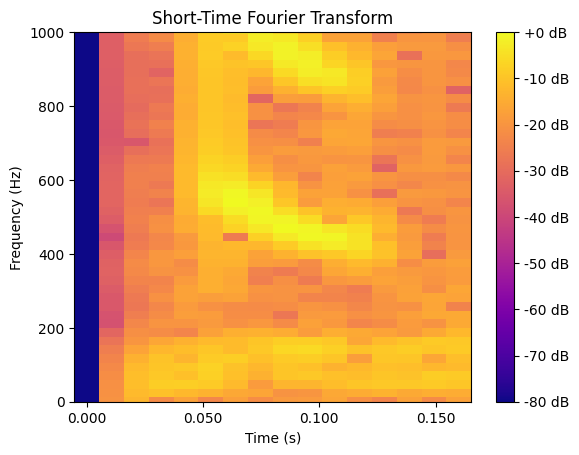 Short-Time Fourier Transform
1000
800
600
400
200
0
Frequency (Hz)
0.000
0.050
0.100
0.150
Time (s)
+0 dB
-10 dB
-20 dB
-30 dB
-40 dB
-50 dB
-60 dB
-70 dB
-80 dB